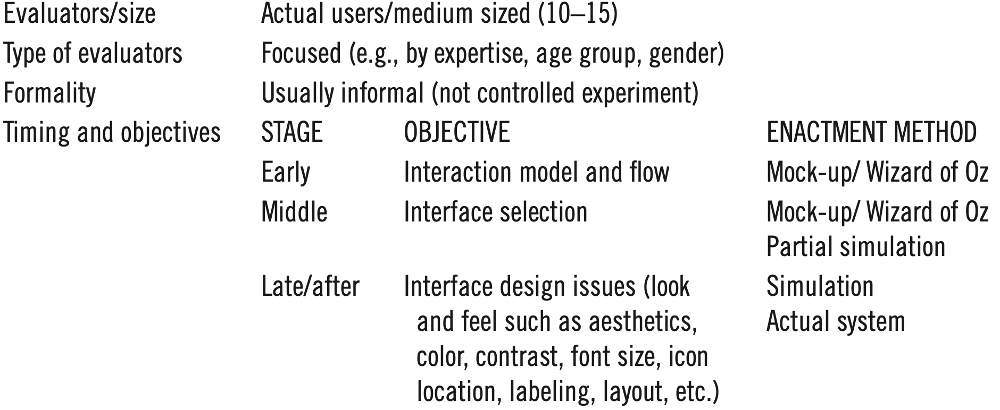 Evaluators/size Actual users/medium sized (10–15)
Type of evaluators Focused (e.g., by expertise, age group, gender)
Formality Usually informal (not controlled experiment)
Timing and objectives STAGE OBJECTIVE ENACTMENT METHOD
Early Interaction model and flow Mock-up/ Wizard of Oz
Middle Interface selection Mock-up/ Wizard of Oz
Partial simulation
Late/after Interface design issues (look Simulation
and feel such as aesthetics, Actual system
color, contrast, font size, icon
location, labeling, layout, etc.)